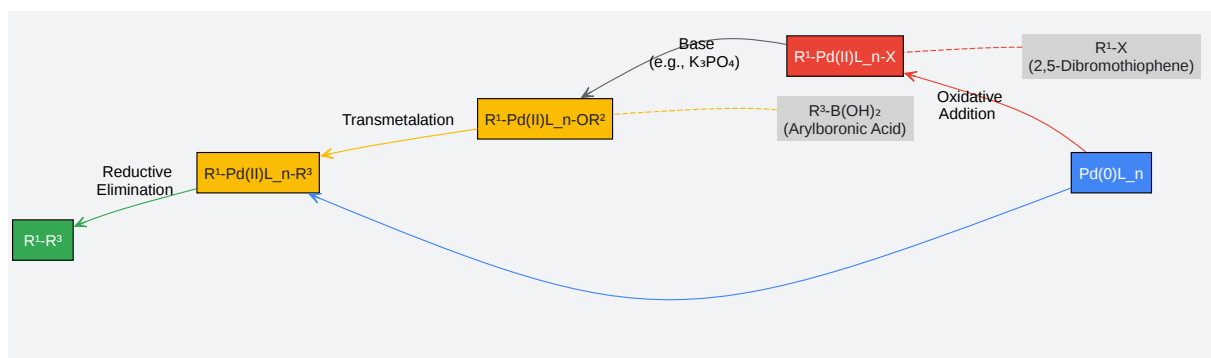 R¹-Pd(II)L_n-X
R¹-X
(2,5-Dibromothiophene)
Base
(e.g., K₃PO₄)
Oxidative
Addition
R³-B(OH)₂
(Arylboronic Acid)
R¹-Pd(II)L_n-OR²
Transmetalation
Pd(0)L_n
R¹-Pd(II)L_n-R³
Reductive
Elimination
R¹-R³